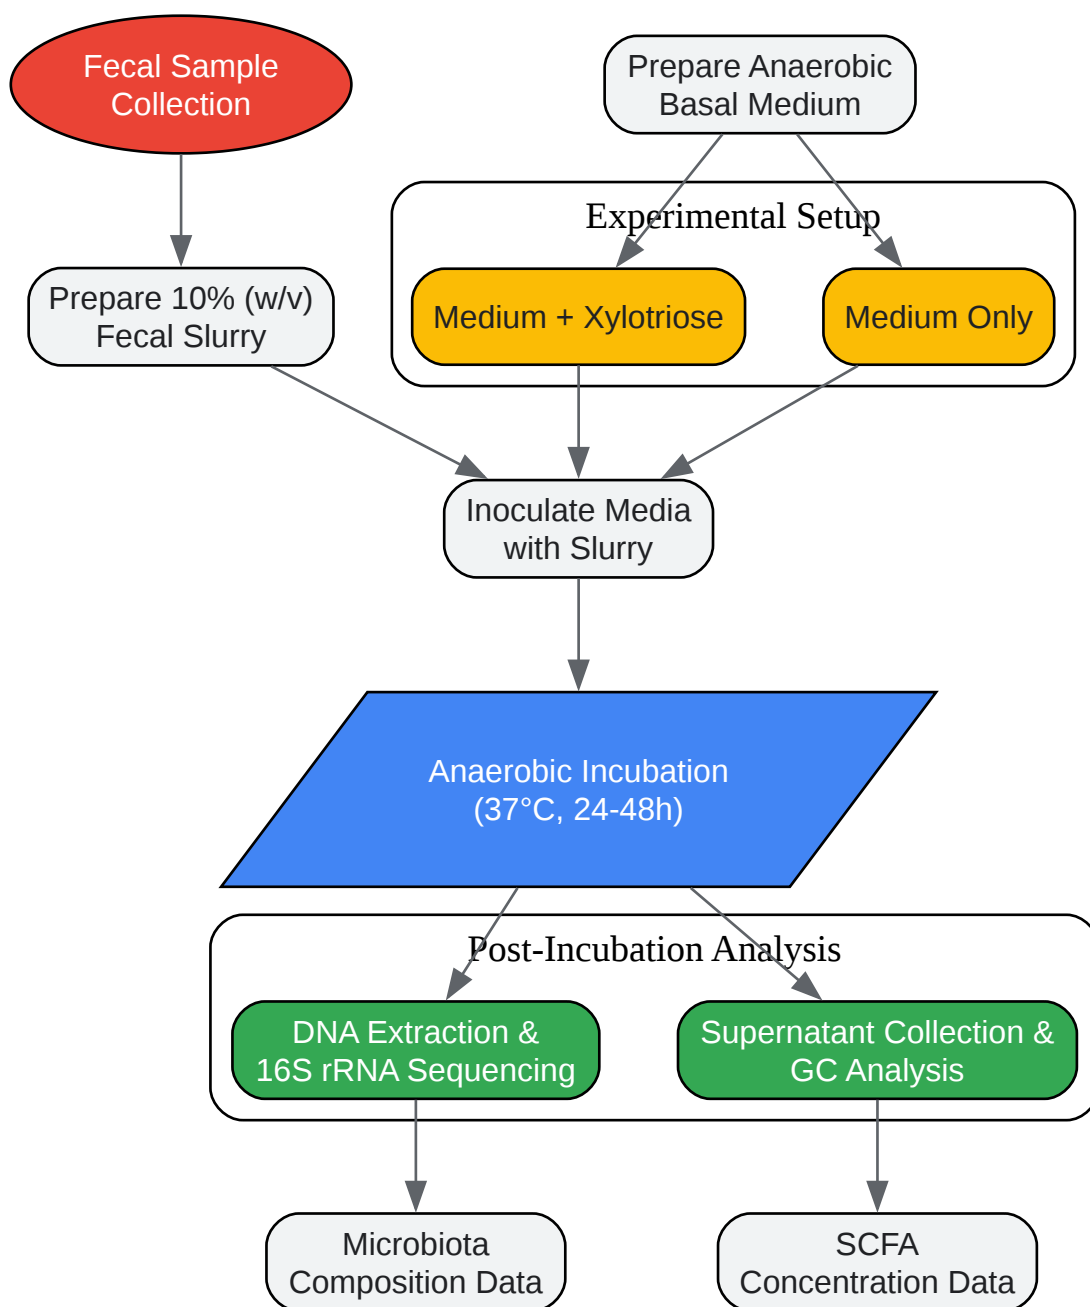 Fecal Sample
Collection
Prepare Anaerobic
Basal Medium
Experimental Setup
Prepare 10% (w/v)
Fecal Slurry
Medium + Xylotriose
Medium Only
Inoculate Media
with Slurry
Anaerobic Incubation
(37°C, 24-48h)
Post-Incubation Analysis
DNA Extraction &
16S rRNA Sequencing
Supernatant Collection &
GC Analysis
Microbiota
Composition Data
SCFA
Concentration Data